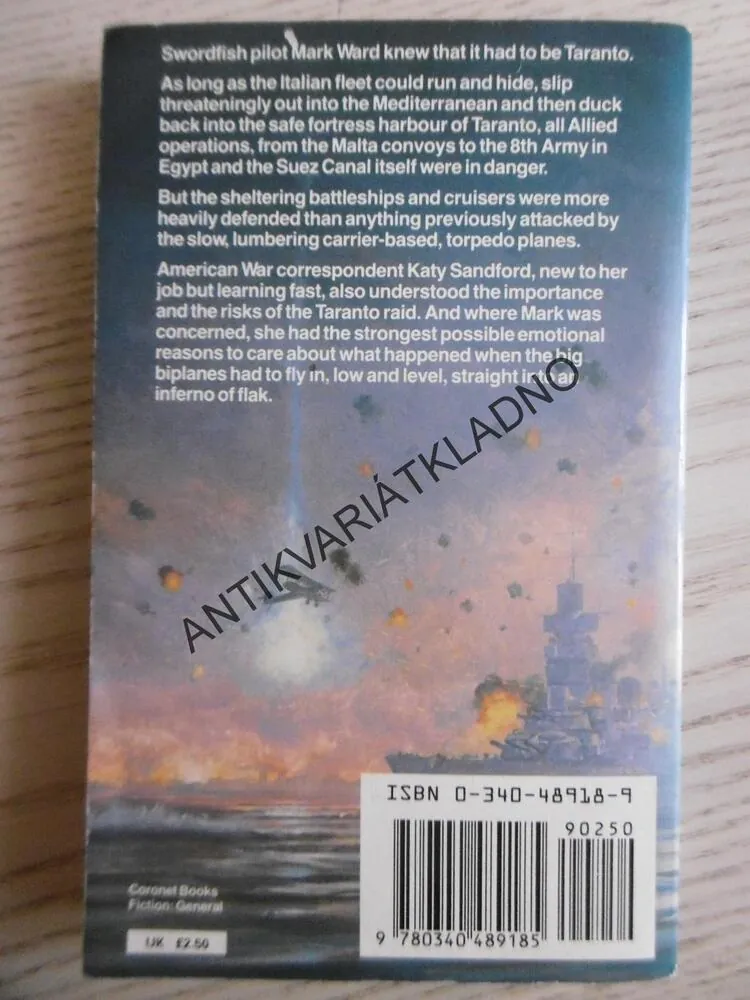 Swordfish pilot Mark Ward knew that it had to be Taranto.
As long as the Italian fleet could run and hide, slip
threateningly out into the Mediterranean and then duck
back into the safe fortress harbour of Taranto, all Allied
operations, from the Malta convoys to the 8th Army in
Egypt and the Suez Canal itself were in danger.
But the sheltering battleships and cruisers were more
heavily defended than anything previously attacked by
the slow, lumbering carrier-based, torpedo planes.
American War correspondent Katy Sandford, new to her
job but learning fast, also understood the importance
and the risks of the Taranto raid. And where Mark was
concerned, she had the strongest possible emotional
reasons to care about what happened when the big
biplanes had to fly in, low and level, straight into an
inferno of flak.
ANTIKVARIÁTKLADNO
ISBN 0-340-48918-9
90250
9 780340 489185
Coronet Books
Fiction: General
UK £2.50